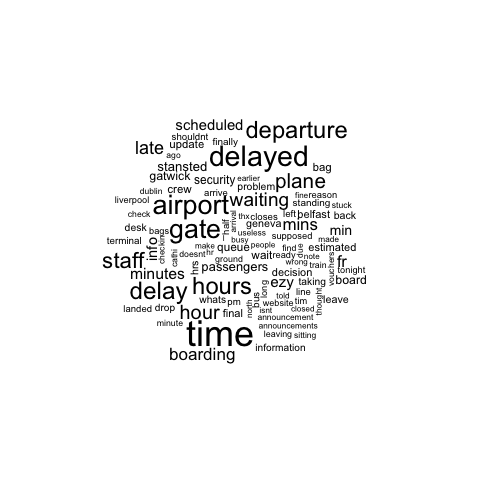 scheduled
departure
shouldnt
late
update
finally
ago
delayed
stansted
bag
gatwick
security
earlier
plane
dublin
crew
problem
arrive
fine
reason
liverpool
airport
waiting
standing
stuck
check
thx
closes
left
belfast
back
desk
bags
gate
half
arrival
geneva
mins
min
useless
supposed
terminal
info
checking
busy
made
make
queue
people
find
due
estimated
cathi
doesnt
hr
wait
ready
note
staff
ground
wrong
train
fr
hrs
passengers
decision
tonight
minutes
ezy
taking
vouchers
board
delay
hours
long
told
line
thought
leave
whats
pm
north
bus
website
tim
landed
drop
hour
final
isnt
closed
minute
announcement
time
announcements
leaving
sitting
boarding
information